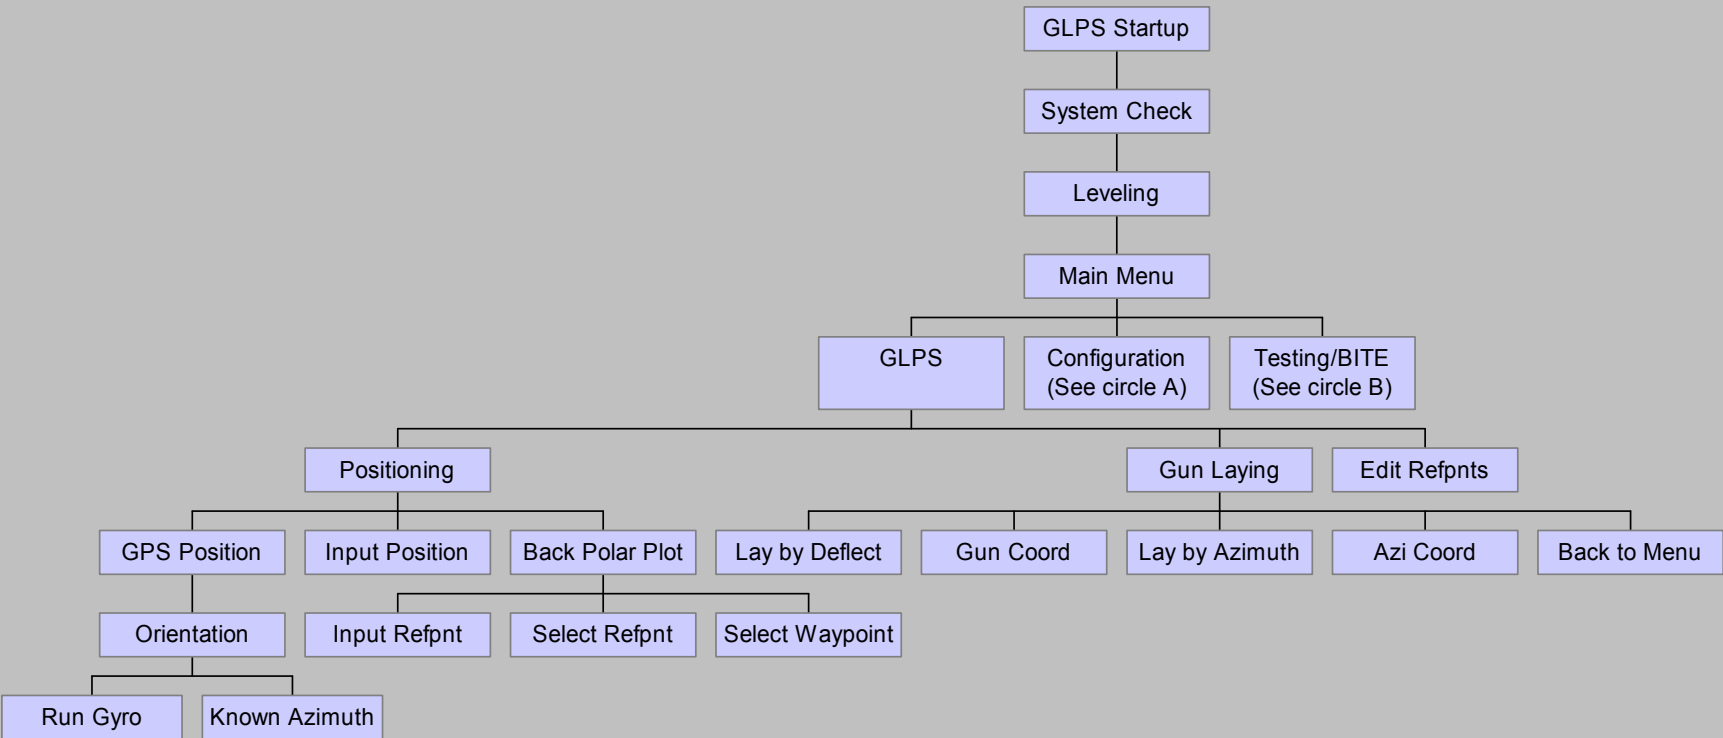 GLPS Startup
System Check
Leveling
Main Menu
GLPS
Configuration
(See circle A)
Testing/BITE
(See circle B)
Positioning
Gun Laying
Edit Refpnts
GPS Position
Input Position
Back Polar Plot
Lay by Deflect
Gun Coord
Lay by Azimuth
Azi Coord
Back to Menu
Orientation
Input Refpnt
Select Refpnt
Select Waypoint
Run Gyro
Known Azimuth